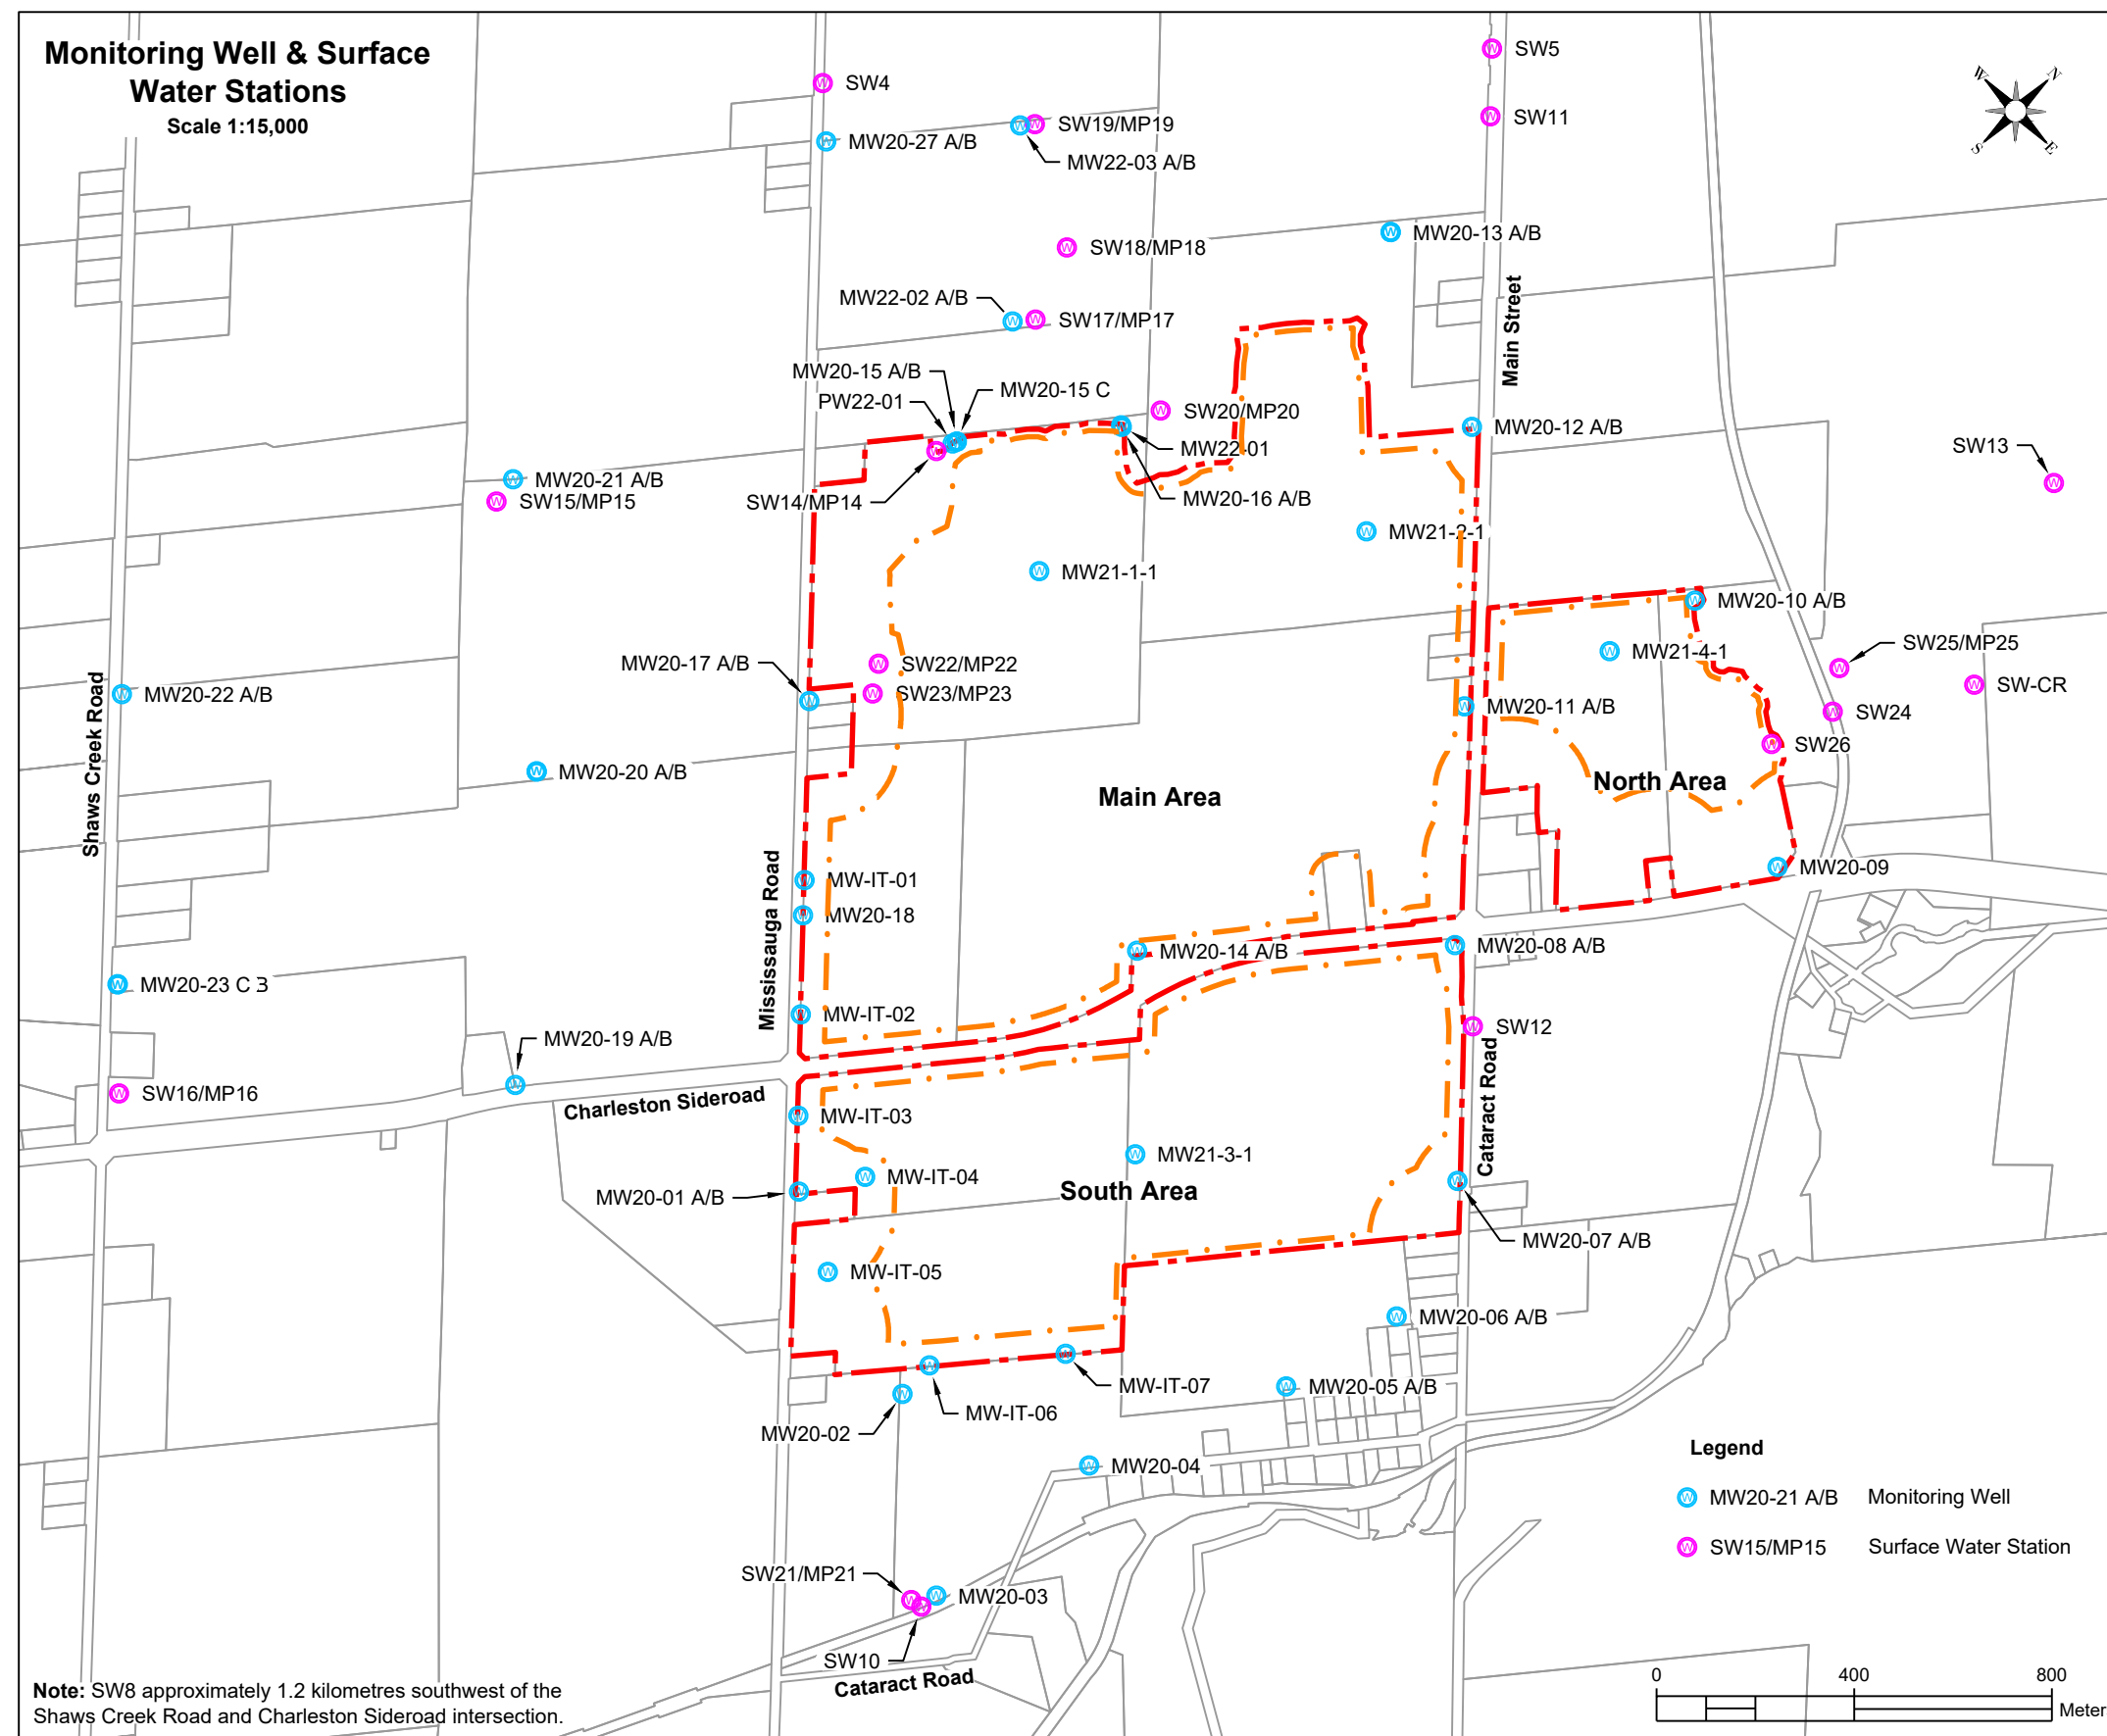 Monitoring Well & Surface
Water Stations
Scale 1:15,000
SW5
SW4
SW11
W
N
S
E
SW19/MP19
MW20-27 A/B
MW22-03 A/B
MW20-13 A/B
SW18/MP18
MW22-02 A/B
SW17/MP17
Main Street
MW20-15 A/B
MW20-15 C
PW22-01
SW20/MP20
MW20-12 A/B
MW22-01
SW13
MW20-21 A/B
SW15/MP15
SW14/MP14
MW20-16 A/B
MW21-2-1
MW21-1-1
MW20-10 A/B
SW25/MP25
MW21-4-1
MW20-17 A/B
SW22/MP22
SW23/MP23
SW-CR
MW20-22 A/B
MW20-11 A/B
SW24
SW26
Shaws Creek Road
MW20-20 A/B
Main Area
North Area
MW20-09
MW-IT-01
MW20-18
Mississauga Road
MW20-14 A/B
MW20-08 A/B
MW20-23 C 3
MW-IT-02
SW12
MW20-19 A/B
SW16/MP16
Charleston Sideroad
MW-IT-03
Cataract Road
MW21-3-1
MW-IT-04
MW20-01 A/B
South Area
MW20-07 A/B
MW-IT-05
MW20-06 A/B
MW-IT-07
MW20-05 A/B
MW-IT-06
MW20-02
MW20-04
Legend
MW20-21 A/B Monitoring Well
SW15/MP15 Surface Water Station
SW21/MP21
MW20-03
SW10
Cataract Road
Note: SW8 approximately 1.2 kilometres southwest of the
Shaws Creek Road and Charleston Sideroad intersection.
0 400 800
Meter